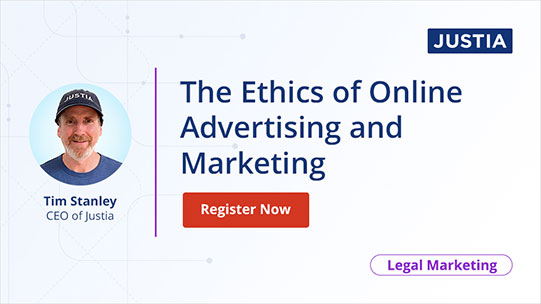 JUSTIA
JUSTIA
The Ethics of Online
Advertising and
Marketing
Register Now
Tim Stanley
CEO of Justia
Legal Marketing